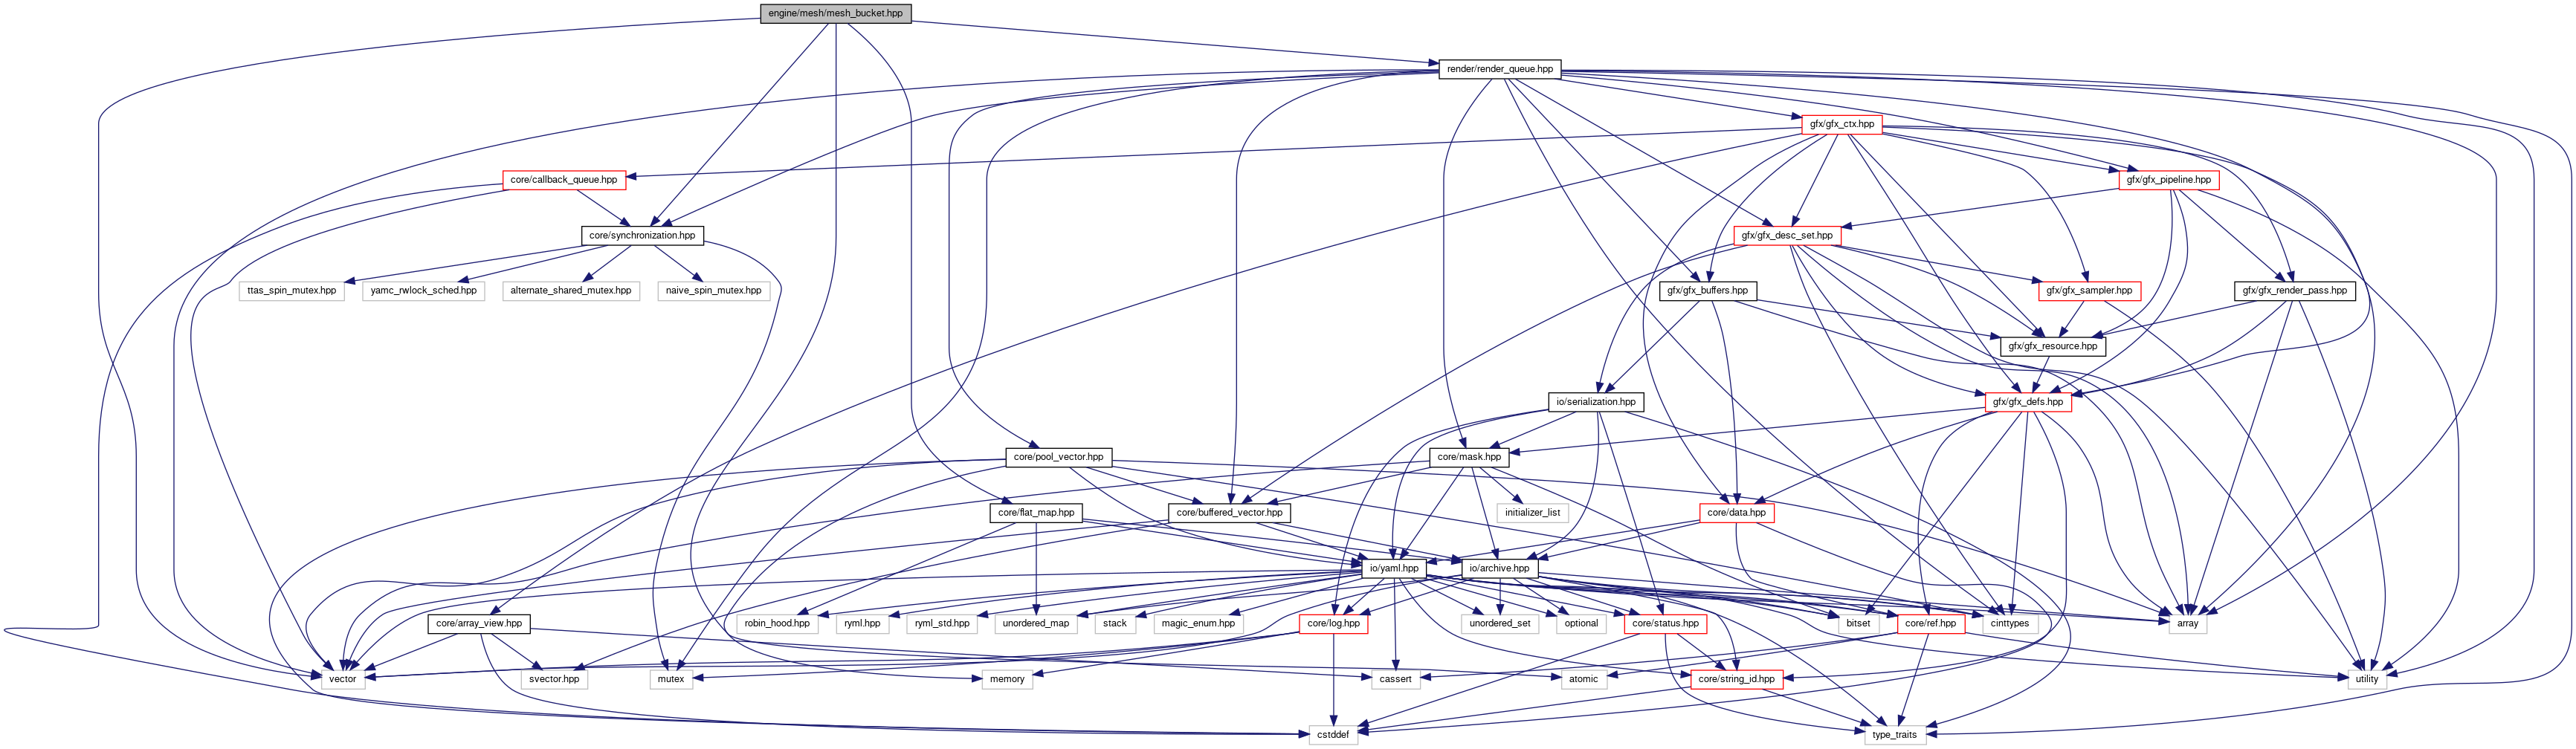 engine/mesh/mesh_bucket.hpp
render/render_queue.hpp
gfx/gfx_ctx.hpp
core/callback_queue.hpp
gfx/gfx_pipeline.hpp
core/synchronization.hpp
gfx/gfx_desc_set.hpp
ttas_spin_mutex.hpp
yamc_rwlock_sched.hpp
alternate_shared_mutex.hpp
naive_spin_mutex.hpp
gfx/gfx_buffers.hpp
gfx/gfx_sampler.hpp
gfx/gfx_render_pass.hpp
gfx/gfx_resource.hpp
io/serialization.hpp
gfx/gfx_defs.hpp
core/pool_vector.hpp
core/mask.hpp
core/flat_map.hpp
core/buffered_vector.hpp
initializer_list
core/data.hpp
io/yaml.hpp
io/archive.hpp
core/array_view.hpp
robin_hood.hpp
ryml.hpp
ryml_std.hpp
unordered_map
stack
magic_enum.hpp
core/log.hpp
unordered_set
optional
core/status.hpp
bitset
core/ref.hpp
cinttypes
array
vector
svector.hpp
mutex
memory
cassert
atomic
core/string_id.hpp
utility
cstddef
type_traits